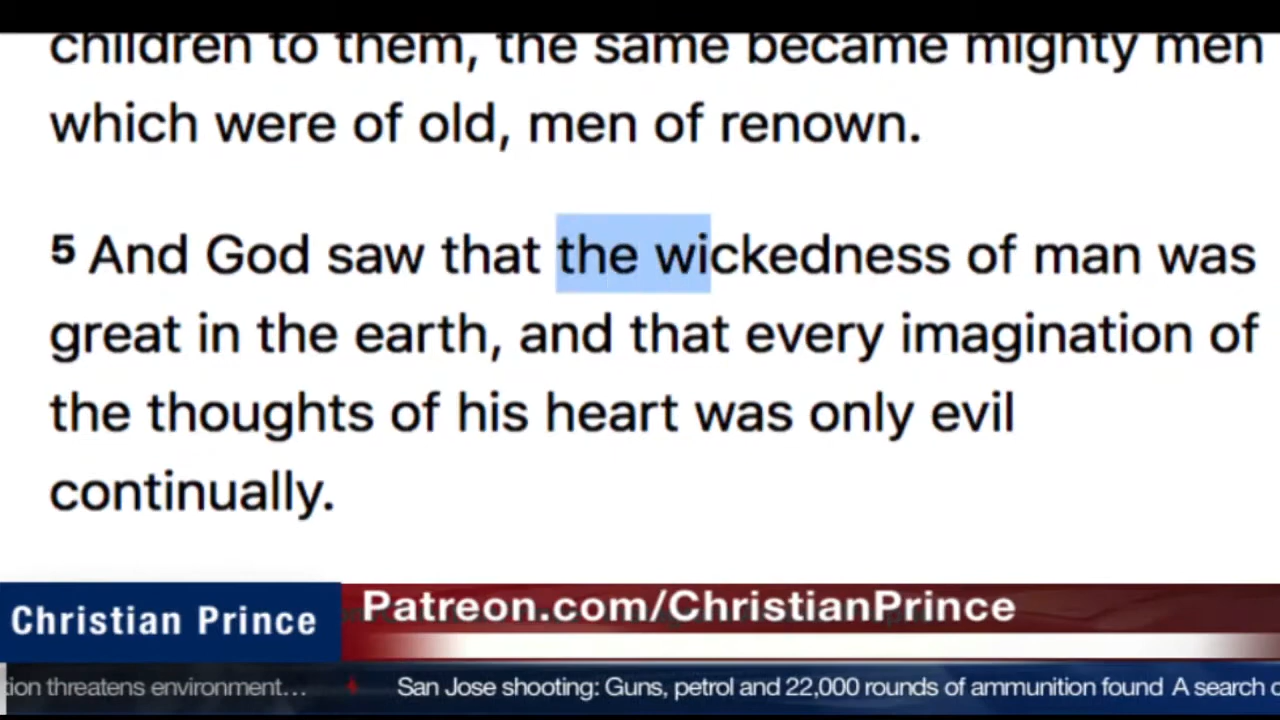 children to them, the same became mighty men
which were of old, men of renown.
5 And God saw that the wickedness of man was
great in the earth, and that every imagination of
the thoughts of his heart was only evil
continually.
Christian Prince
Patreon.com/ChristianPrince
tion threatens environment...
San Jose shooting: Guns, petrol and 22,000 rounds of ammunition found A search